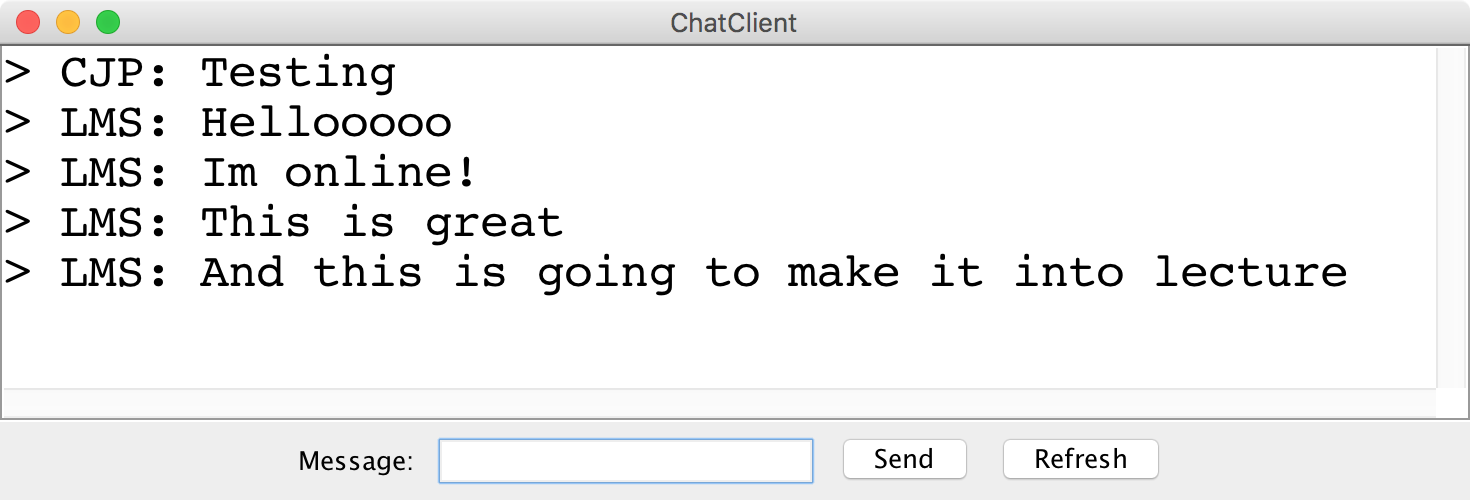 ChatClient
> CJP: Testing
> LMS: Hellooooo
> LMS: Im online!
> LMS: This is great
> LMS: And this is going to make it into lecture
Message: Send Refresh